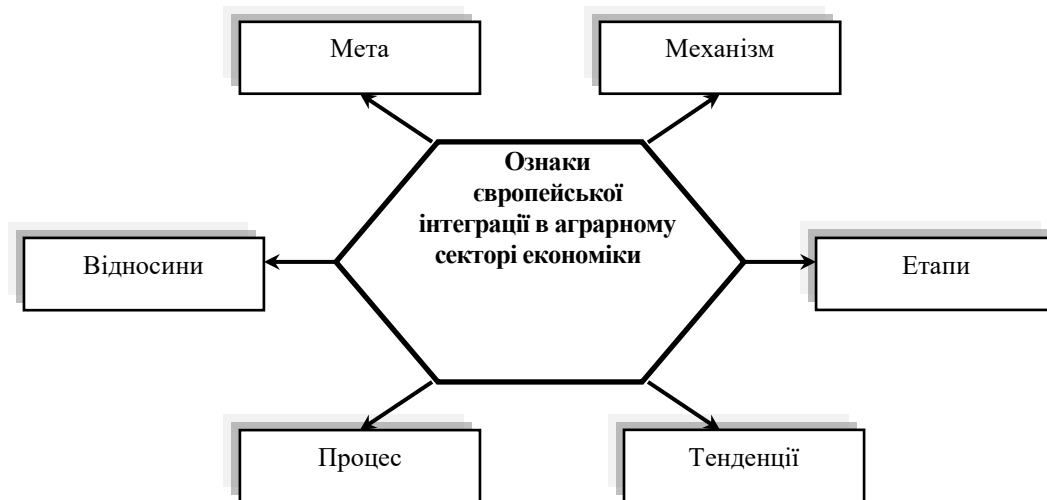 Мета
Механізм
Ознаки
європейської
інтеграції в аграрному
секторі економіки
Відносини
Етапи
Процес
Тенденції